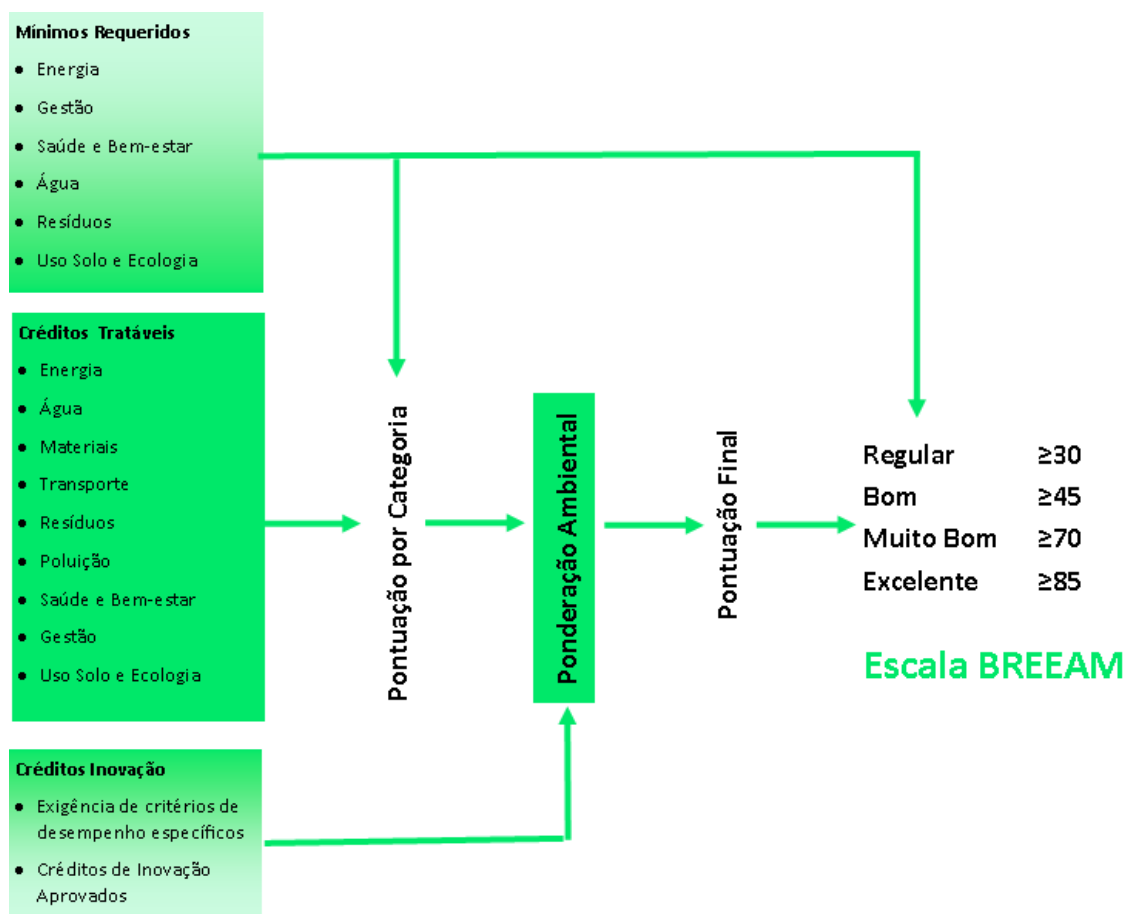 Mínimos Requeridos
● Energia
● Gestão
● Saúde e Bem-estar
● Água
● Resíduos
● Uso Solo e Ecologia
Créditos Tratáveis
● Energia
● Água
● Materiais
● Transporte
● Resíduos
● Poluição
● Saúde e Bem-estar
● Gestão
● Uso Solo e Ecologia
Créditos Inovação
● Exigência de critérios de
desempenho específicos
● Créditos de Inovação
Aprovados
Pontuação por Categoria
Ponderação Ambiental
Pontuação Final
Regular ≥30
Bom ≥45
Muito Bom ≥70
Excelente ≥85
Escala BREEAM